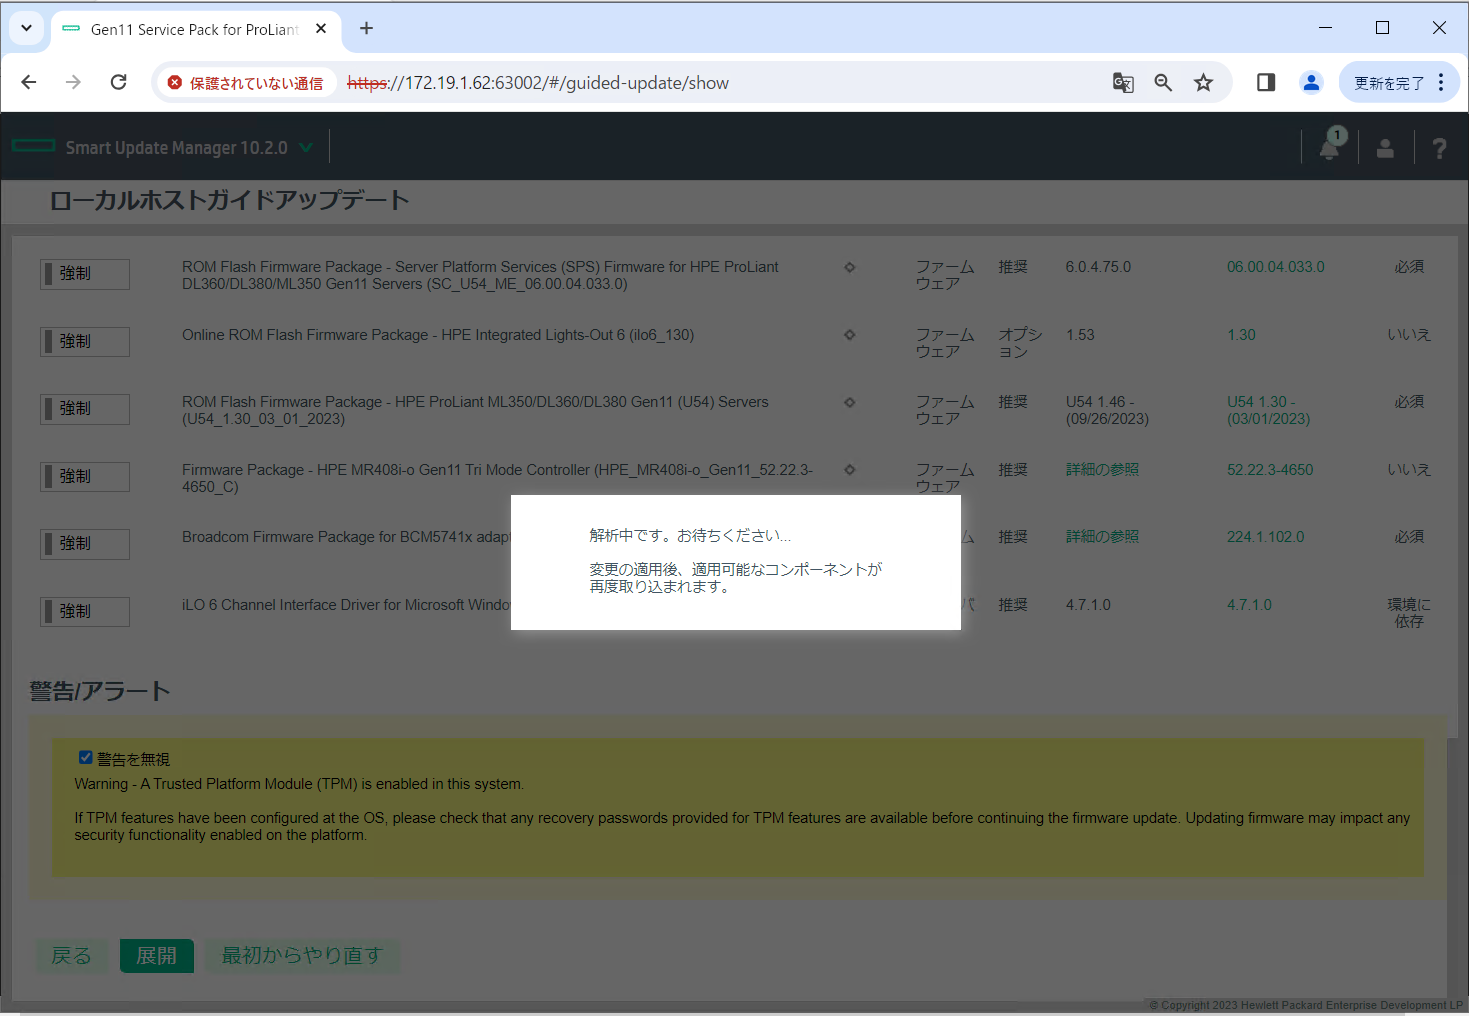 Gen11 Service Pack for ProLiant
保護されていない通信 https://172.19.1.62:63002/#/guided-update/show 更新を完了
Smart Update Manager 10.2.0 1 ?
ローカルホストガイドアップデート
強制 ROM Flash Firmware Package - Server Platform Services (SPS) Firmware for HPE ProLiant ファーム 推奨 6.0.4.75.0 06.00.04.033.0 必須
DL360/DL380/ML350 Gen11 Servers (SC_U54_ME_06.00.04.033.0) ウェア
強制 Online ROM Flash Firmware Package - HPE Integrated Lights-Out 6 (ilo6_130) ファーム オプシ 1.53 1.30 いいえ
ウェア ョン
強制 ROM Flash Firmware Package - HPE ProLiant ML350/DL360/DL380 Gen11 (U54) Servers ファーム 推奨 U54 1.46 - U54 1.30 - 必須
(U54_1.30_03_01_2023) ウェア (09/26/2023) (03/01/2023)
強制 Firmware Package - HPE MR408i-o Gen11 Tri Mode Controller (HPE_MR408i-o_Gen11_52.22.3- ファーム 推奨 詳細の参照 52.22.3-4650 いいえ
4650_C) ウェア
強制 Broadcom Firmware Package for BCM5741x adapt ム 推奨 詳細の参照 224.1.102.0 必須
強制 iLO 6 Channel Interface Driver for Microsoft Windo バ 推奨 4.7.1.0 4.7.1.0 環境に
依存
解析中です。お待ちください...
変更の適用後、適用可能なコンポーネントが
再度取り込まれます。
警告/アラート
警告を無視
Warning - A Trusted Platform Module (TPM) is enabled in this system.
If TPM features have been configured at the OS, please check that any recovery passwords provided for TPM features are available before continuing the firmware update. Updating firmware may impact any
security functionality enabled on the platform.
戻る 展開 最初からやり直す
© Copyright 2023 Hewlett Packard Enterprise Development LP